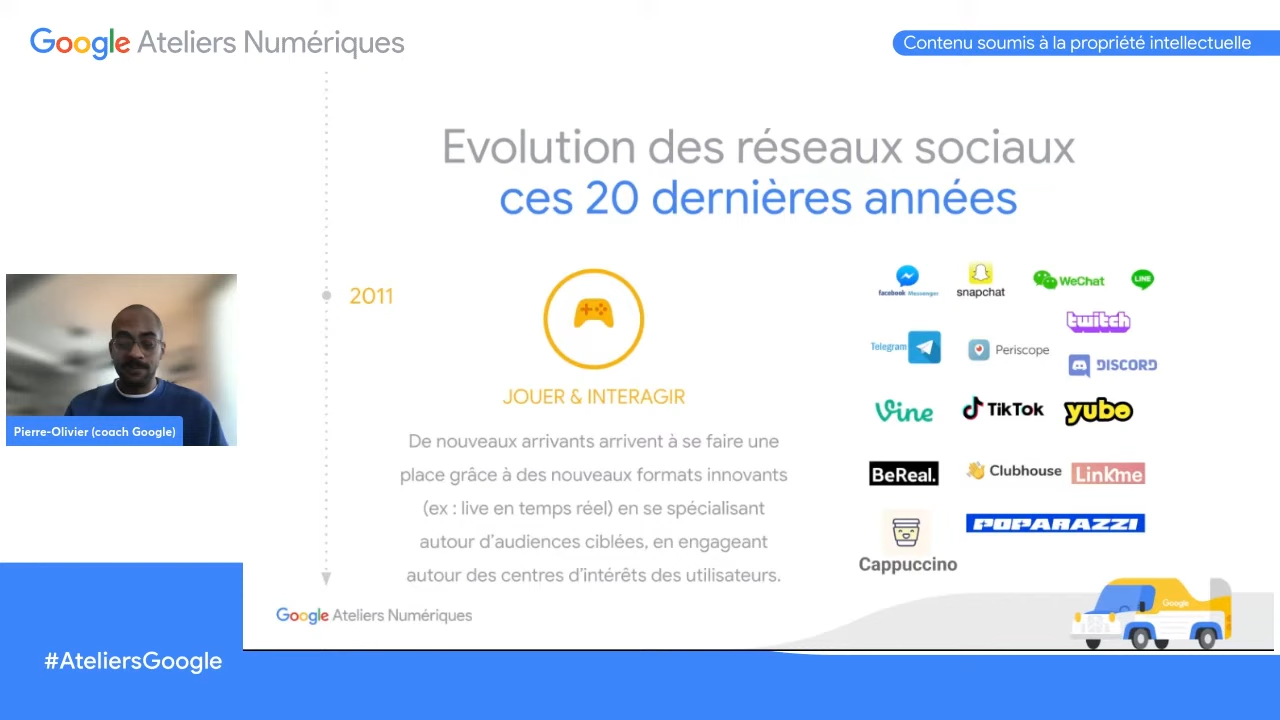 Google Ateliers Numériques
Contenu soumis à la propriété intellectuelle
Evolution des réseaux sociaux
ces 20 dernières années
2011
JOUER & INTERAGIR
De nouveaux arrivants arrivent à se faire une
place grâce à des nouveaux formats innovants
(ex : live en temps réel) en se spécialisant
autour d'audiences ciblées, en engageant
autour des centres d'intérêts des utilisateurs.
facebook Messenger
snapchat
WeChat
LINE
twitch
Telegram
Periscope
DISCORD
Vine
TikTok
yubo
BeReal.
Clubhouse
Linkme
POPARAZZI
Cappuccino
Google
Pierre-Olivier (coach Google)
Google Ateliers Numériques
#AteliersGoogle